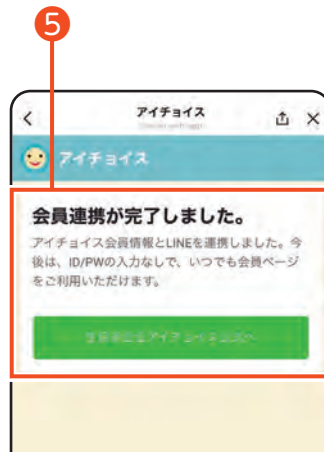 5
アイチョイス
アイチョイス
会員連携が完了しました。
アイチョイス会員情報とLINEを連携しました。今
後は、ID/PWの入力なしで、いつでも会員ページ
をご利用いただけます。